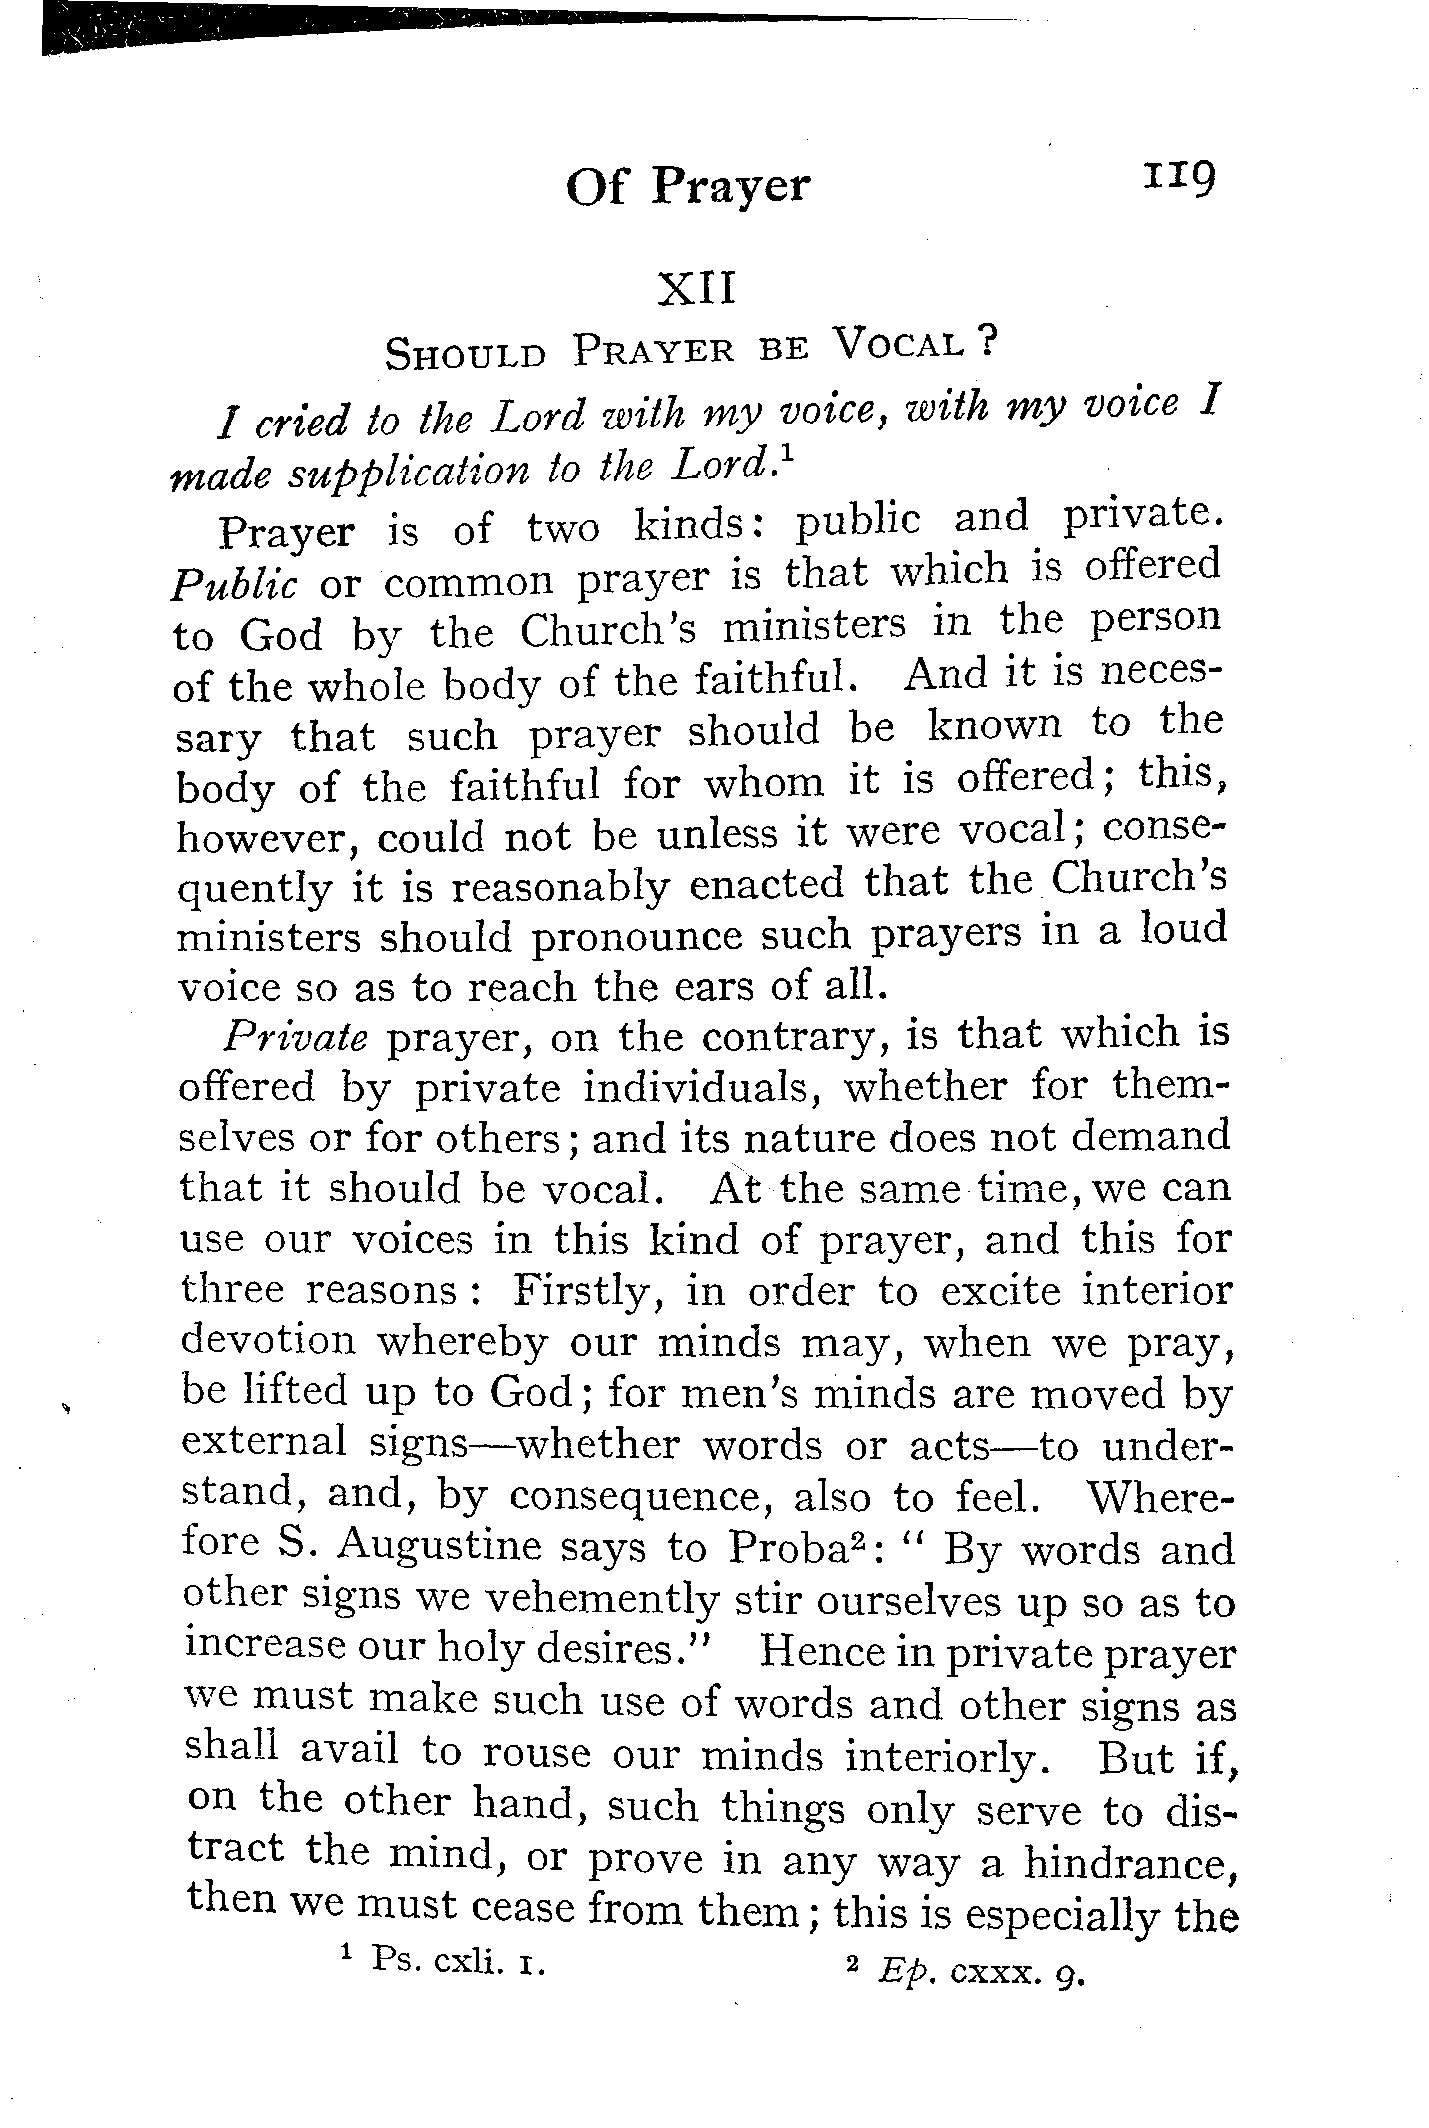 Of Prayer 119
XII
Should Prayer be Vocal?
I cried to the Lord with my voice, with my voice I
made supplication to the Lord.¹
Prayer is of two kinds: public and private.
Public or common prayer is that which is offered
to God by the Church's ministers in the person
of the whole body of the faithful. And it is neces-
sary that such prayer should be known to the
body of the faithful for whom it is offered; this,
however, could not be unless it were vocal; conse-
quently it is reasonably enacted that the Church's
ministers should pronounce such prayers in a loud
voice so as to reach the ears of all.
Private prayer, on the contrary, is that which is
offered by private individuals, whether for them-
selves or for others; and its nature does not demand
that it should be vocal. At the same time, we can
use our voices in this kind of prayer, and this for
three reasons: Firstly, in order to excite interior
devotion whereby our minds may, when we pray,
be lifted up to God; for men's minds are moved by
external signs—whether words or acts—to under-
stand, and, by consequence, also to feel. Where-
fore S. Augustine says to Proba²: "By words and
other signs we vehemently stir ourselves up so as to
increase our holy desires." Hence in private prayer
we must make such use of words and other signs as
shall avail to rouse our minds interiorly. But if,
on the other hand, such things only serve to dis-
tract the mind, or prove in any way a hindrance,
then we must cease from them; this is especially the
¹ Ps. cxli. 1. ² Ep. cxxx. 9.